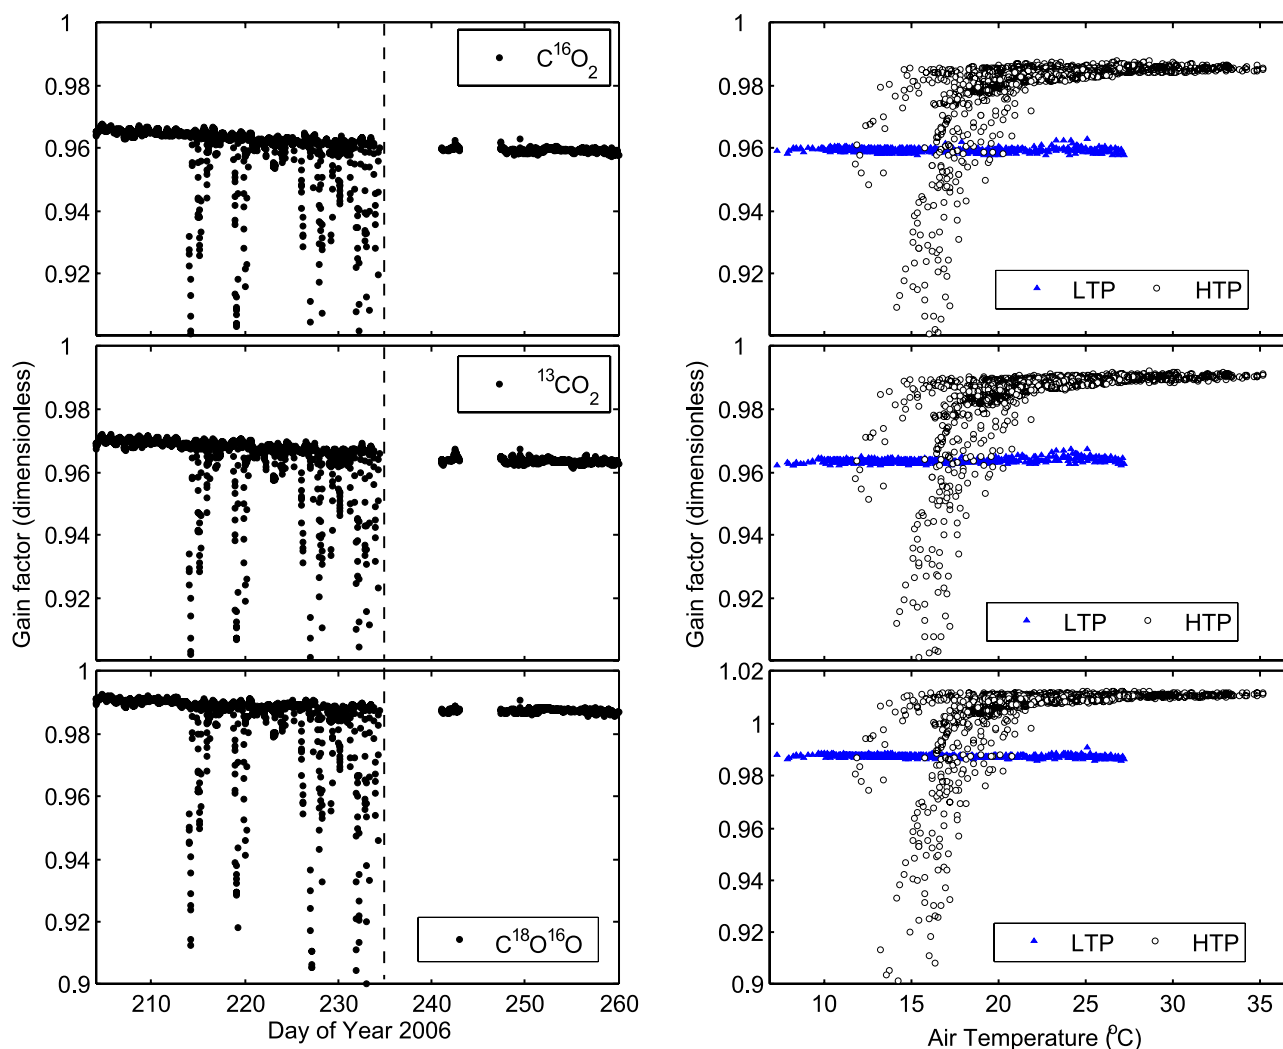 1
0.98
0.96
0.94
0.92
C¹⁶O₂
1
0.98
0.96
0.94
0.92
¹³CO₂
1
0.98
0.96
0.94
0.92
0.9
C¹⁸O¹⁶O
210 220 230 240 250 260
Day of Year 2006
Gain factor (dimensionless)
1
0.98
0.96
0.94
0.92
LTP HTP
1
0.98
0.96
0.94
0.92
LTP HTP
1.02
1
0.98
0.96
0.94
0.92
0.9
LTP HTP
10 15 20 25 30 35
Air Temperature (ºC)
Gain factor (dimensionless)